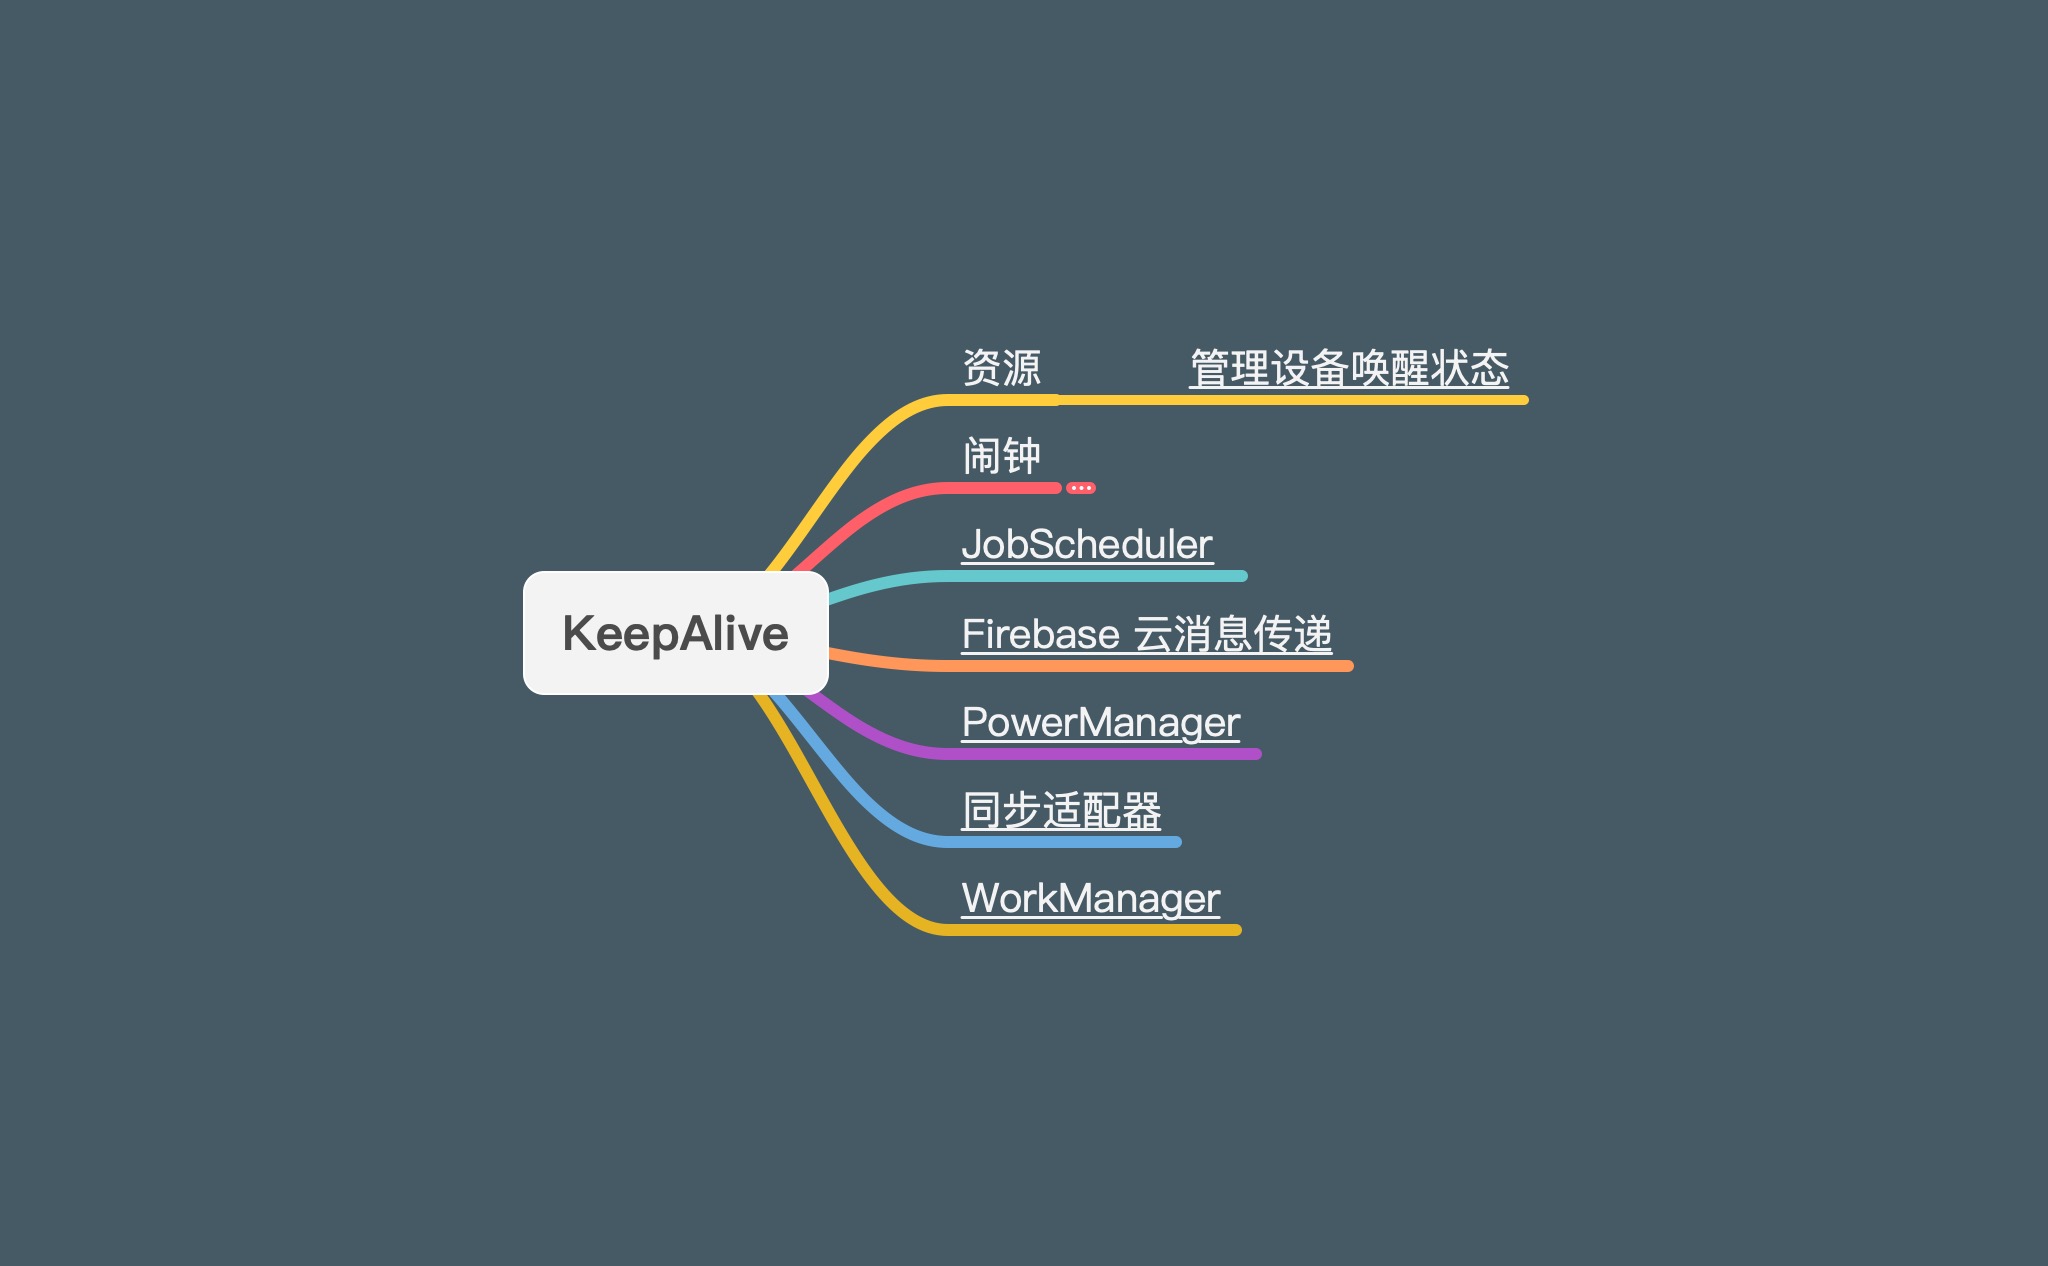 资源
管理设备唤醒状态
闹钟
JobScheduler
KeepAlive
Firebase 云消息传递
PowerManager
同步适配器
WorkManager